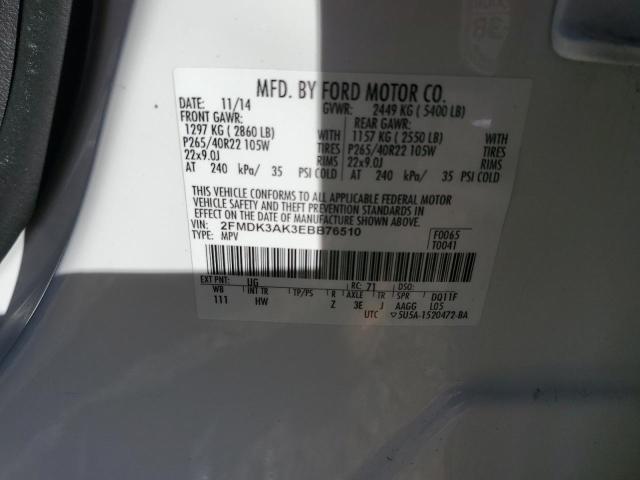 MFD. BY FORD MOTOR CO.
DATE: 11/14 GVWR: 2449 KG ( 5400 LB)
FRONT GAWR: REAR GAWR:
1297 KG ( 2860 LB) WITH 1157 KG ( 2550 LB) WITH
P265/40R22 105W TIRES P265/40R22 105W TIRES
22x9.0J RIMS 22x9.0J RIMS
AT 240 kPa/ 35 PSI COLD AT 240 kPa/ 35 PSI COLD
THIS VEHICLE CONFORMS TO ALL APPLICABLE FEDERAL MOTOR
VEHICLE SAFETY AND THEFT PREVENTION STANDARDS IN
EFFECT ON THE DATE OF MANUFACTURE SHOWN ABOVE.
VIN: 2FMDK3AK3EBB76510 F0065
TYPE: MPV T0041
EXT PNT: UG RC: 71 DSO:
WB INT TR TP/PS R AXLE TR SPR DQ11F
111 HW Z 3E J AAGG L05
UTC 5U5A-1520472-BA